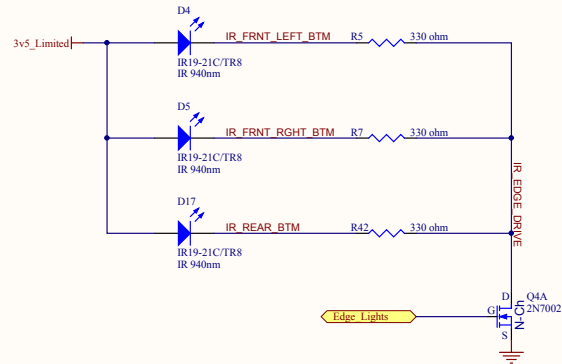 D4
3v5_Limited
IR_FRNT_LEFT_BTM
R5
330 ohm
IR19-21C/TR8
IR 940nm
D5
IR_FRNT_RGHT_BTM
R7
330 ohm
IR19-21C/TR8
IR 940nm
IR_EDGE_DRIVE
D17
IR_REAR_BTM
R42
330 ohm
IR19-21C/TR8
IR 940nm
D
Q4A
2N7002
N-Ch
G
Edge_Lights
S